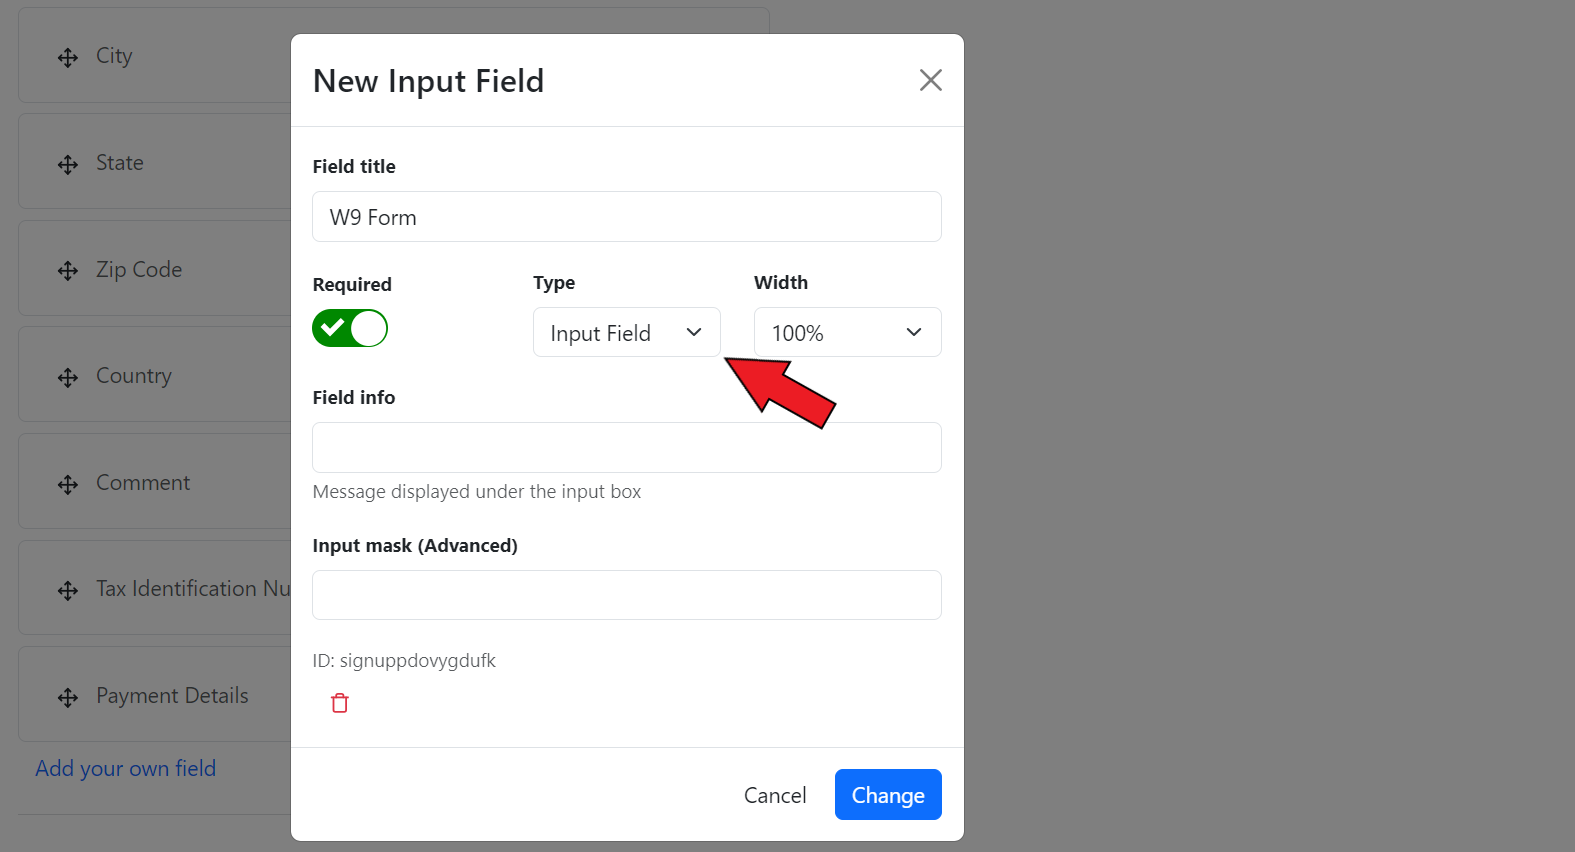 City
State
Zip Code
Country
Comment
Tax Identification Nu
Payment Details
Add your own field
New Input Field
Field title
W9 Form
Required
Type
Width
Input Field
100%
Field info
Message displayed under the input box
Input mask (Advanced)
ID: signuppdovygdufk
Cancel
Change